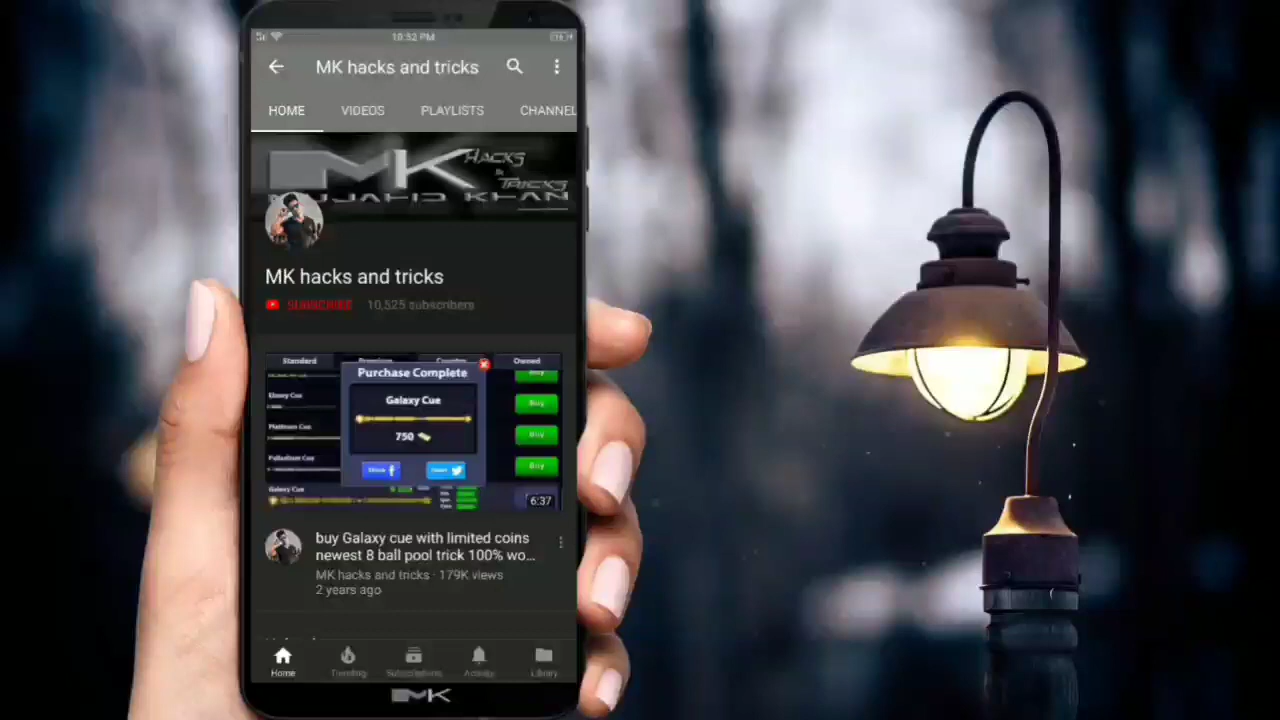 10:52 PM
MK hacks and tricks
HOME VIDEOS PLAYLISTS CHANNEL
MK HACKS
& TRICKS
KHAN
MK hacks and tricks
SUBSCRIBE 10,525 subscribers
Standard Premium Country Owned
Purchase Complete
Buy
Ebony Cue
Galaxy Cue
Buy
Platinum Cue
750
Buy
Palladium Cue
Buy
Share
Tweet
Galaxy Cue
6:37
buy Galaxy cue with limited coins
newest 8 ball pool trick 100% wo...
MK hacks and tricks · 179K views
2 years ago
Home Trending Subscriptions Activity Library
MK